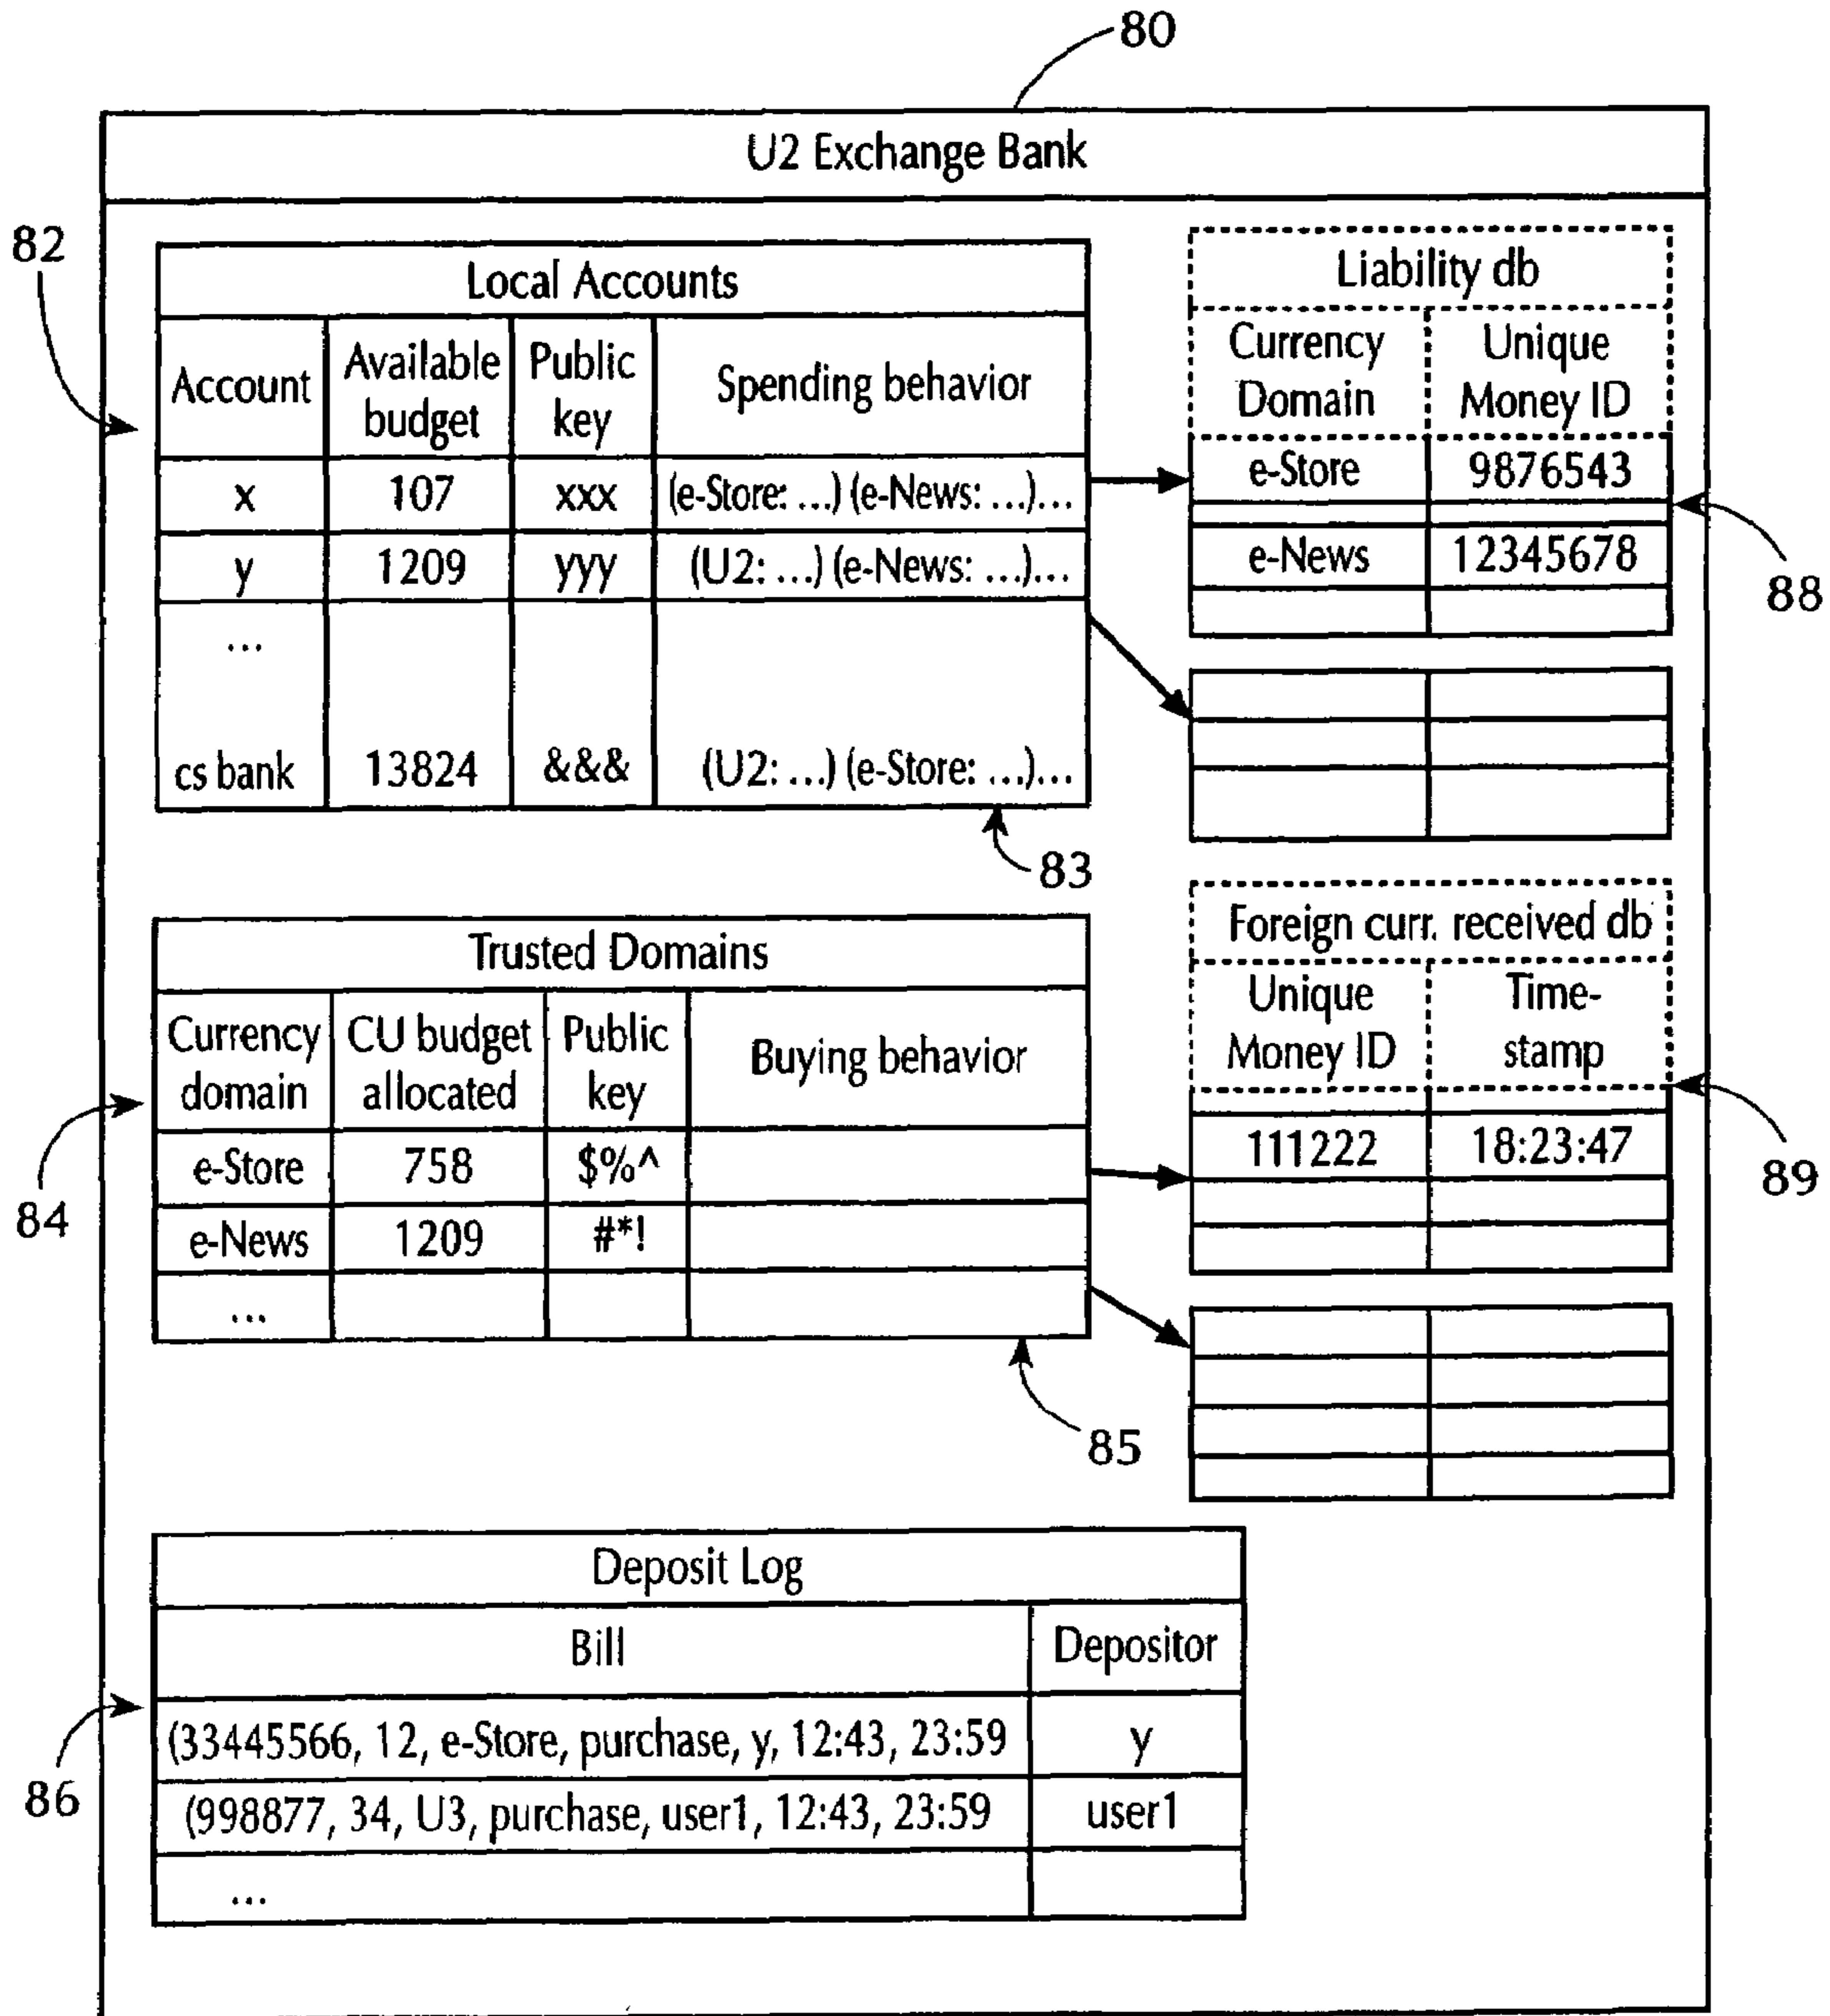 80
U2 Exchange Bank
82
Local Accounts
Account Available budget Public key Spending behavior
x 107 xxx (e-Store: ...) (e-News: ...)...
y 1209 yyy (U2: ...) (e-News: ...)...
...
cs bank 13824 &&& (U2: ...) (e-Store: ...)...
83
Liability db
Currency Domain Unique Money ID
e-Store 9876543
e-News 12345678
88
84
Trusted Domains
Currency domain CU budget allocated Public key Buying behavior
e-Store 758 $%^
e-News 1209 #*!
...
85
Foreign curr. received db
Unique Money ID Time-stamp
111222 18:23:47
89
86
Deposit Log
Bill Depositor
(33445566, 12, e-Store, purchase, y, 12:43, 23:59 y
(998877, 34, U3, purchase, user1, 12:43, 23:59 user1
...